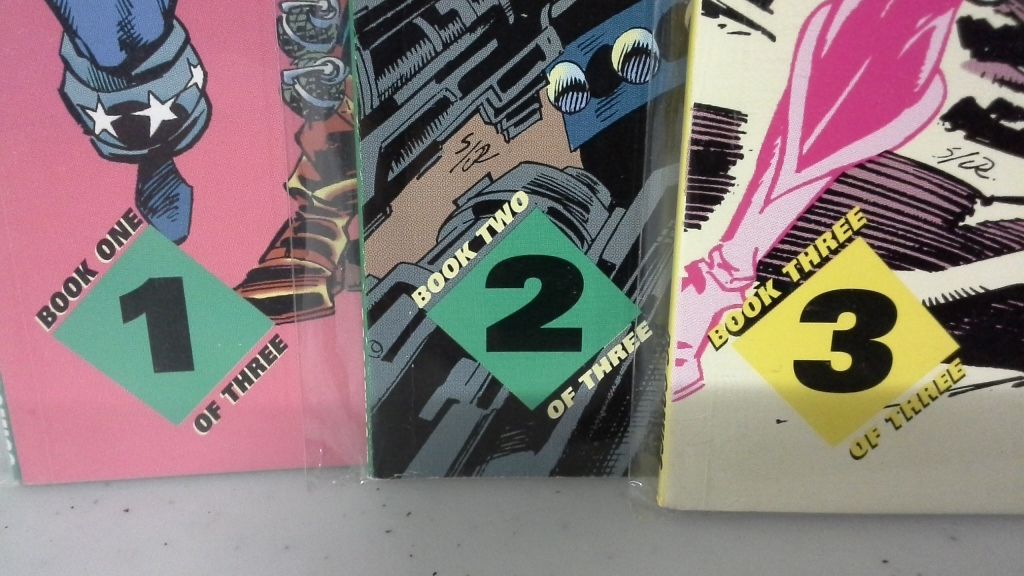 BOOK ONE
1
OF THREE
S/R
BOOK TWO
2
OF THREE
S/R.
BOOK THREE
3
OF THREE